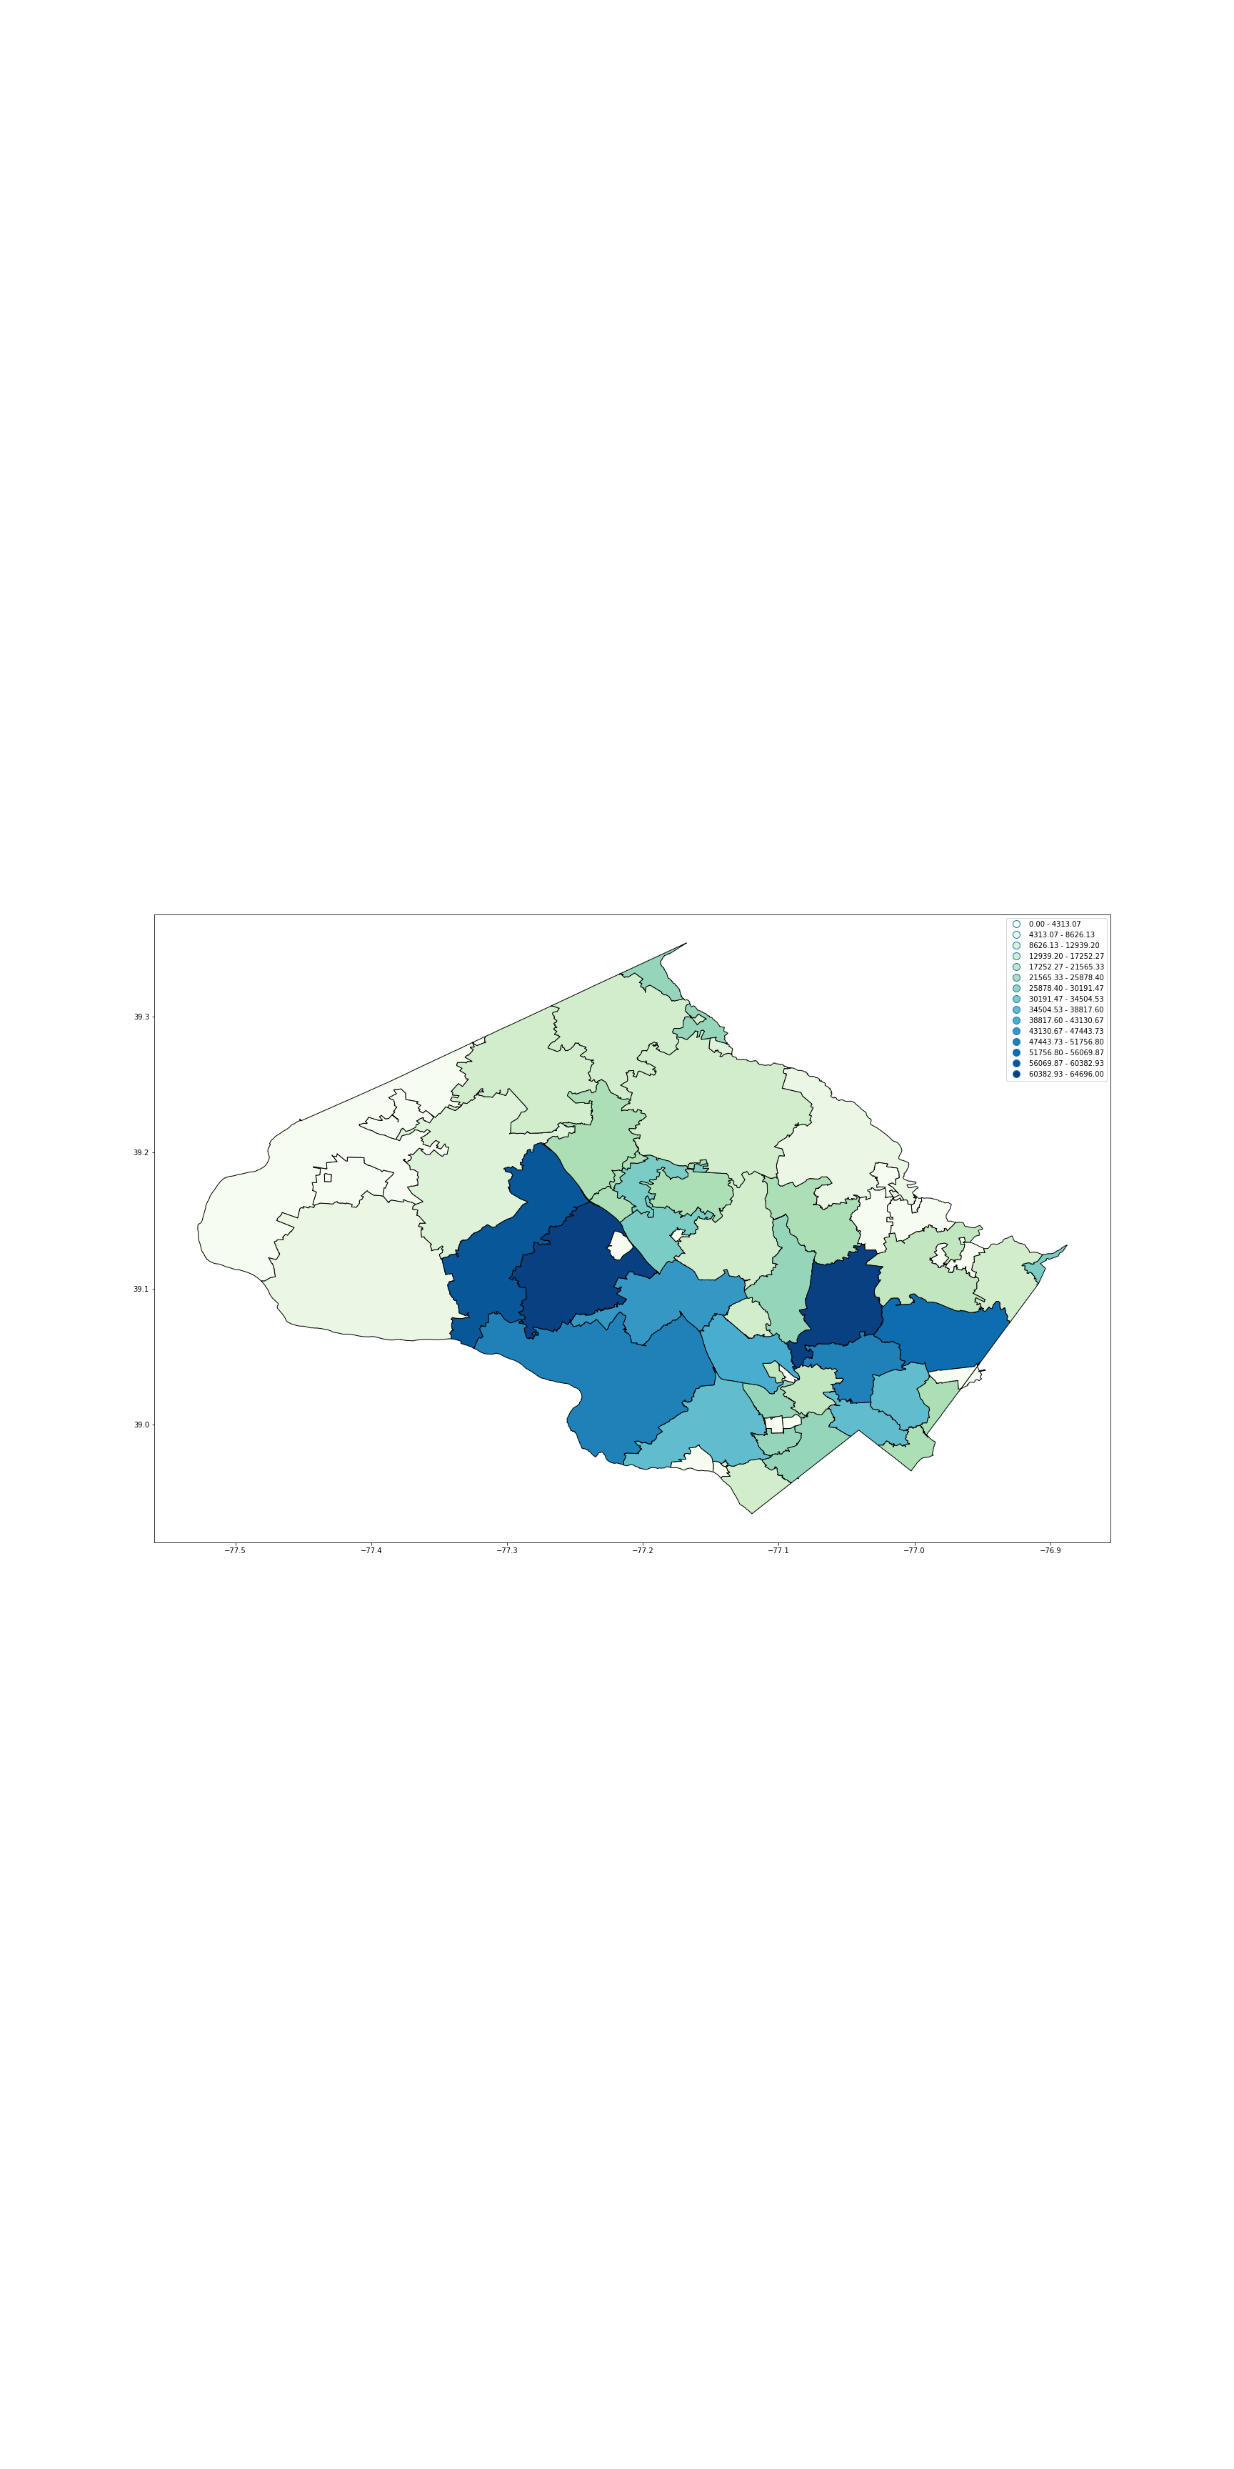 0.00 - 4313.07
4313.07 - 8626.13
8626.13 - 12939.20
12939.20 - 17252.27
17252.27 - 21565.33
21565.33 - 25878.40
25878.40 - 30191.47
30191.47 - 34504.53
34504.53 - 38817.60
38817.60 - 43130.67
43130.67 - 47443.73
47443.73 - 51756.80
51756.80 - 56069.87
56069.87 - 60382.93
60382.93 - 64696.00
39.3
39.2
39.1
39.0
−77.5 −77.4 −77.3 −77.2 −77.1 −77.0 −76.9